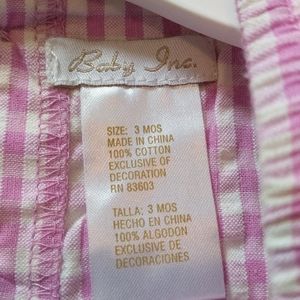 Baby Inc.
SIZE: 3 MOS
MADE IN CHINA
100% COTTON
EXCLUSIVE OF
DECORATION
RN 83603
TALLA: 3 MOS
HECHO EN CHINA
100% ALGODON
EXCLUSIVE DE
DECORACIONES